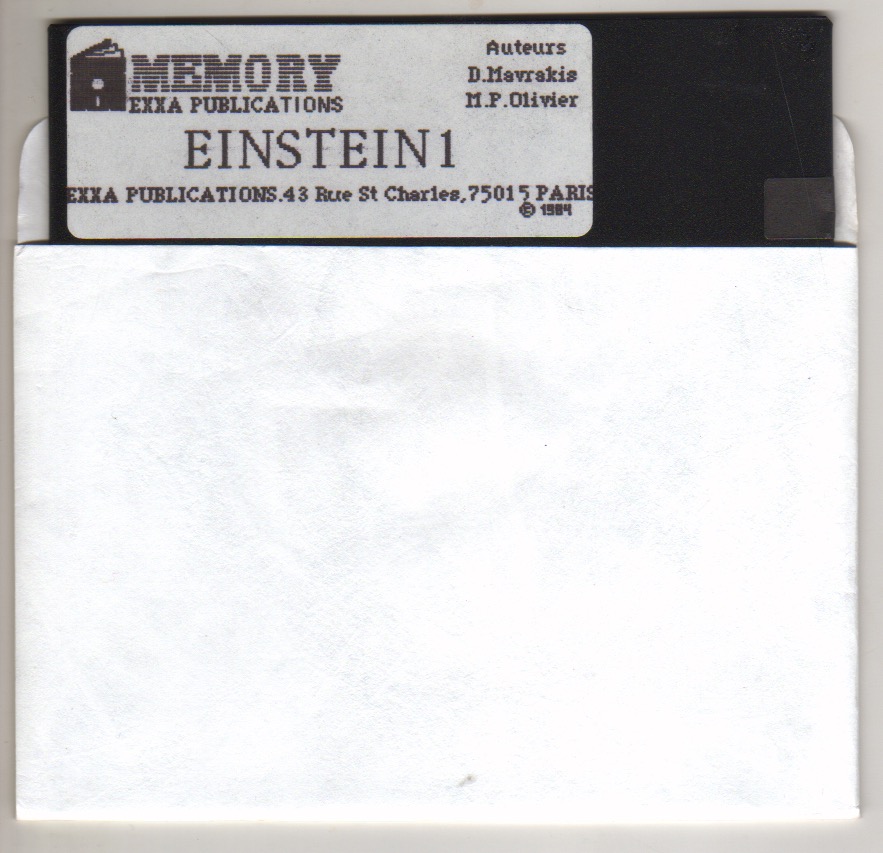 MEMORY
EXXA PUBLICATIONS
Auteurs
D.Mavrakis
M.P.Olivier
EINSTEIN1
EXXA PUBLICATIONS.43 Rue St Charles,75015 PARIS
© 1984